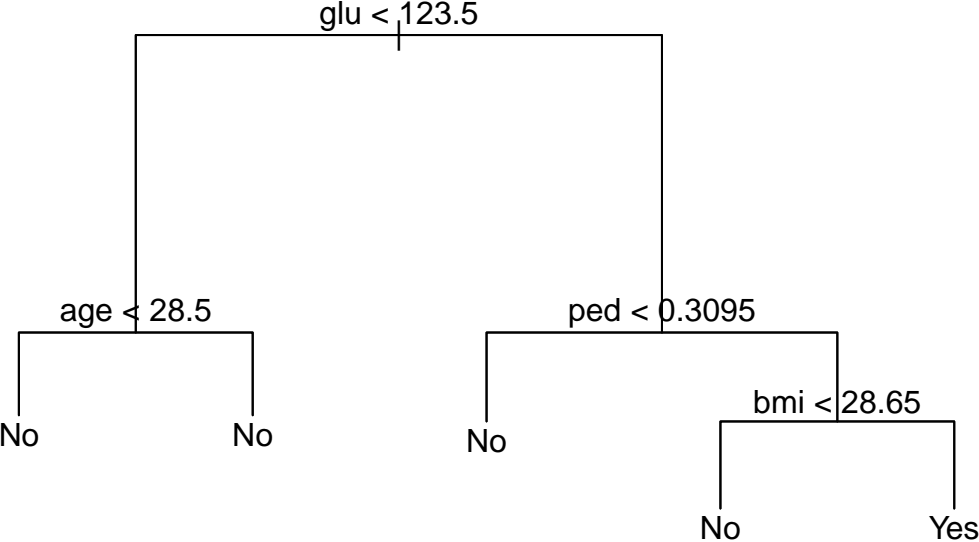 glu < 123.5
age < 28.5
ped < 0.3095
bmi < 28.65
No
No
No
No
Yes